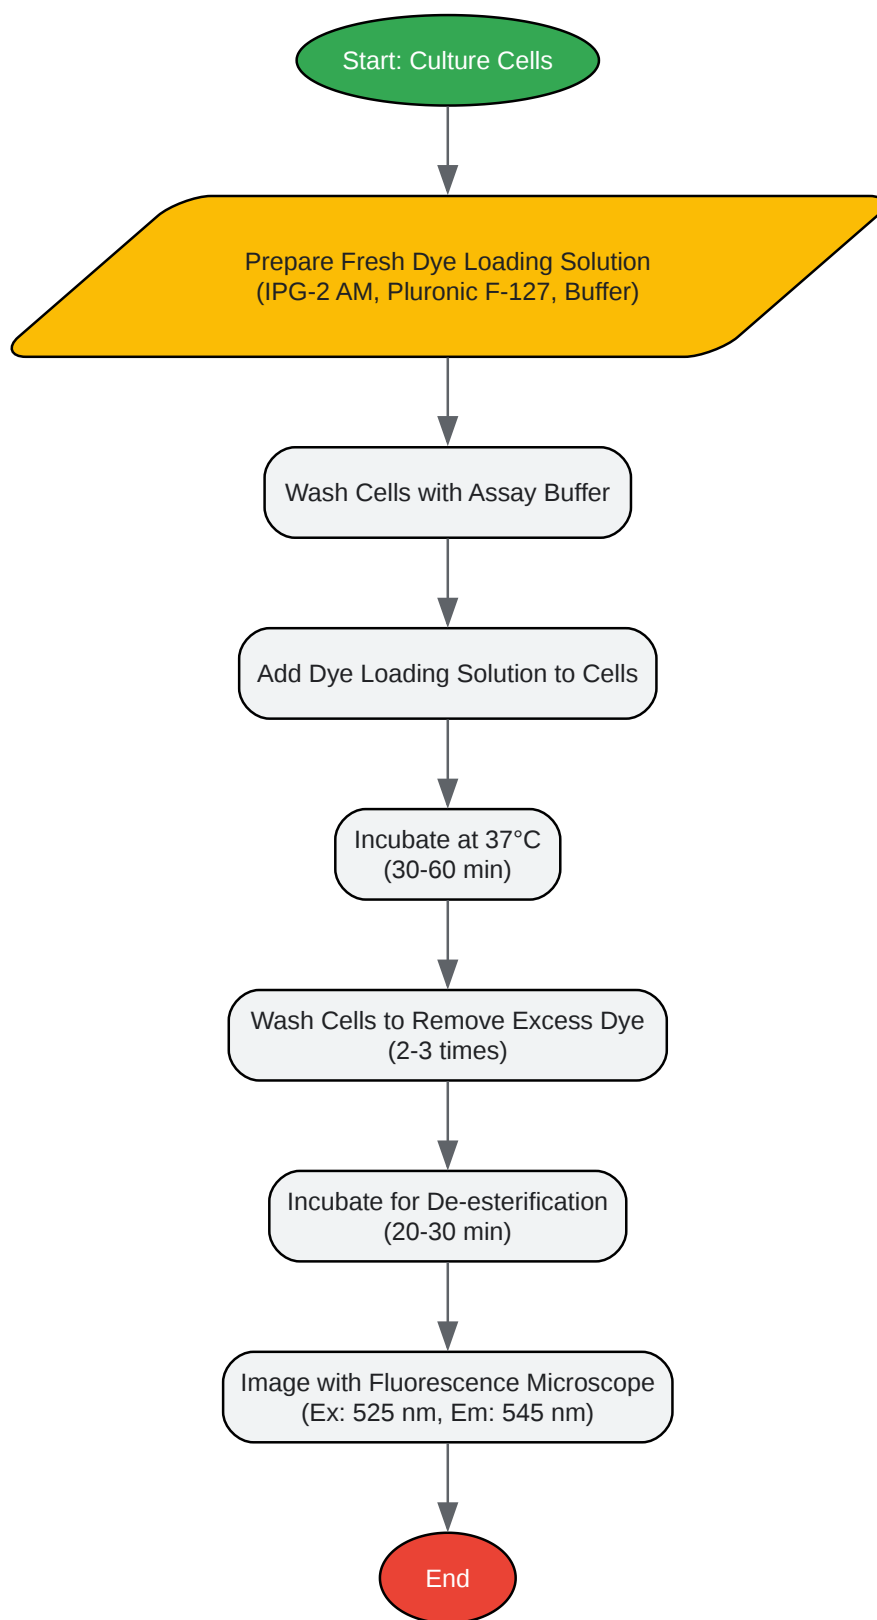 Start: Culture Cells
Prepare Fresh Dye Loading Solution
(IPG-2 AM, Pluronic F-127, Buffer)
Wash Cells with Assay Buffer
Add Dye Loading Solution to Cells
Incubate at 37°C
(30-60 min)
Wash Cells to Remove Excess Dye
(2-3 times)
Incubate for De-esterification
(20-30 min)
Image with Fluorescence Microscope
(Ex: 525 nm, Em: 545 nm)
End